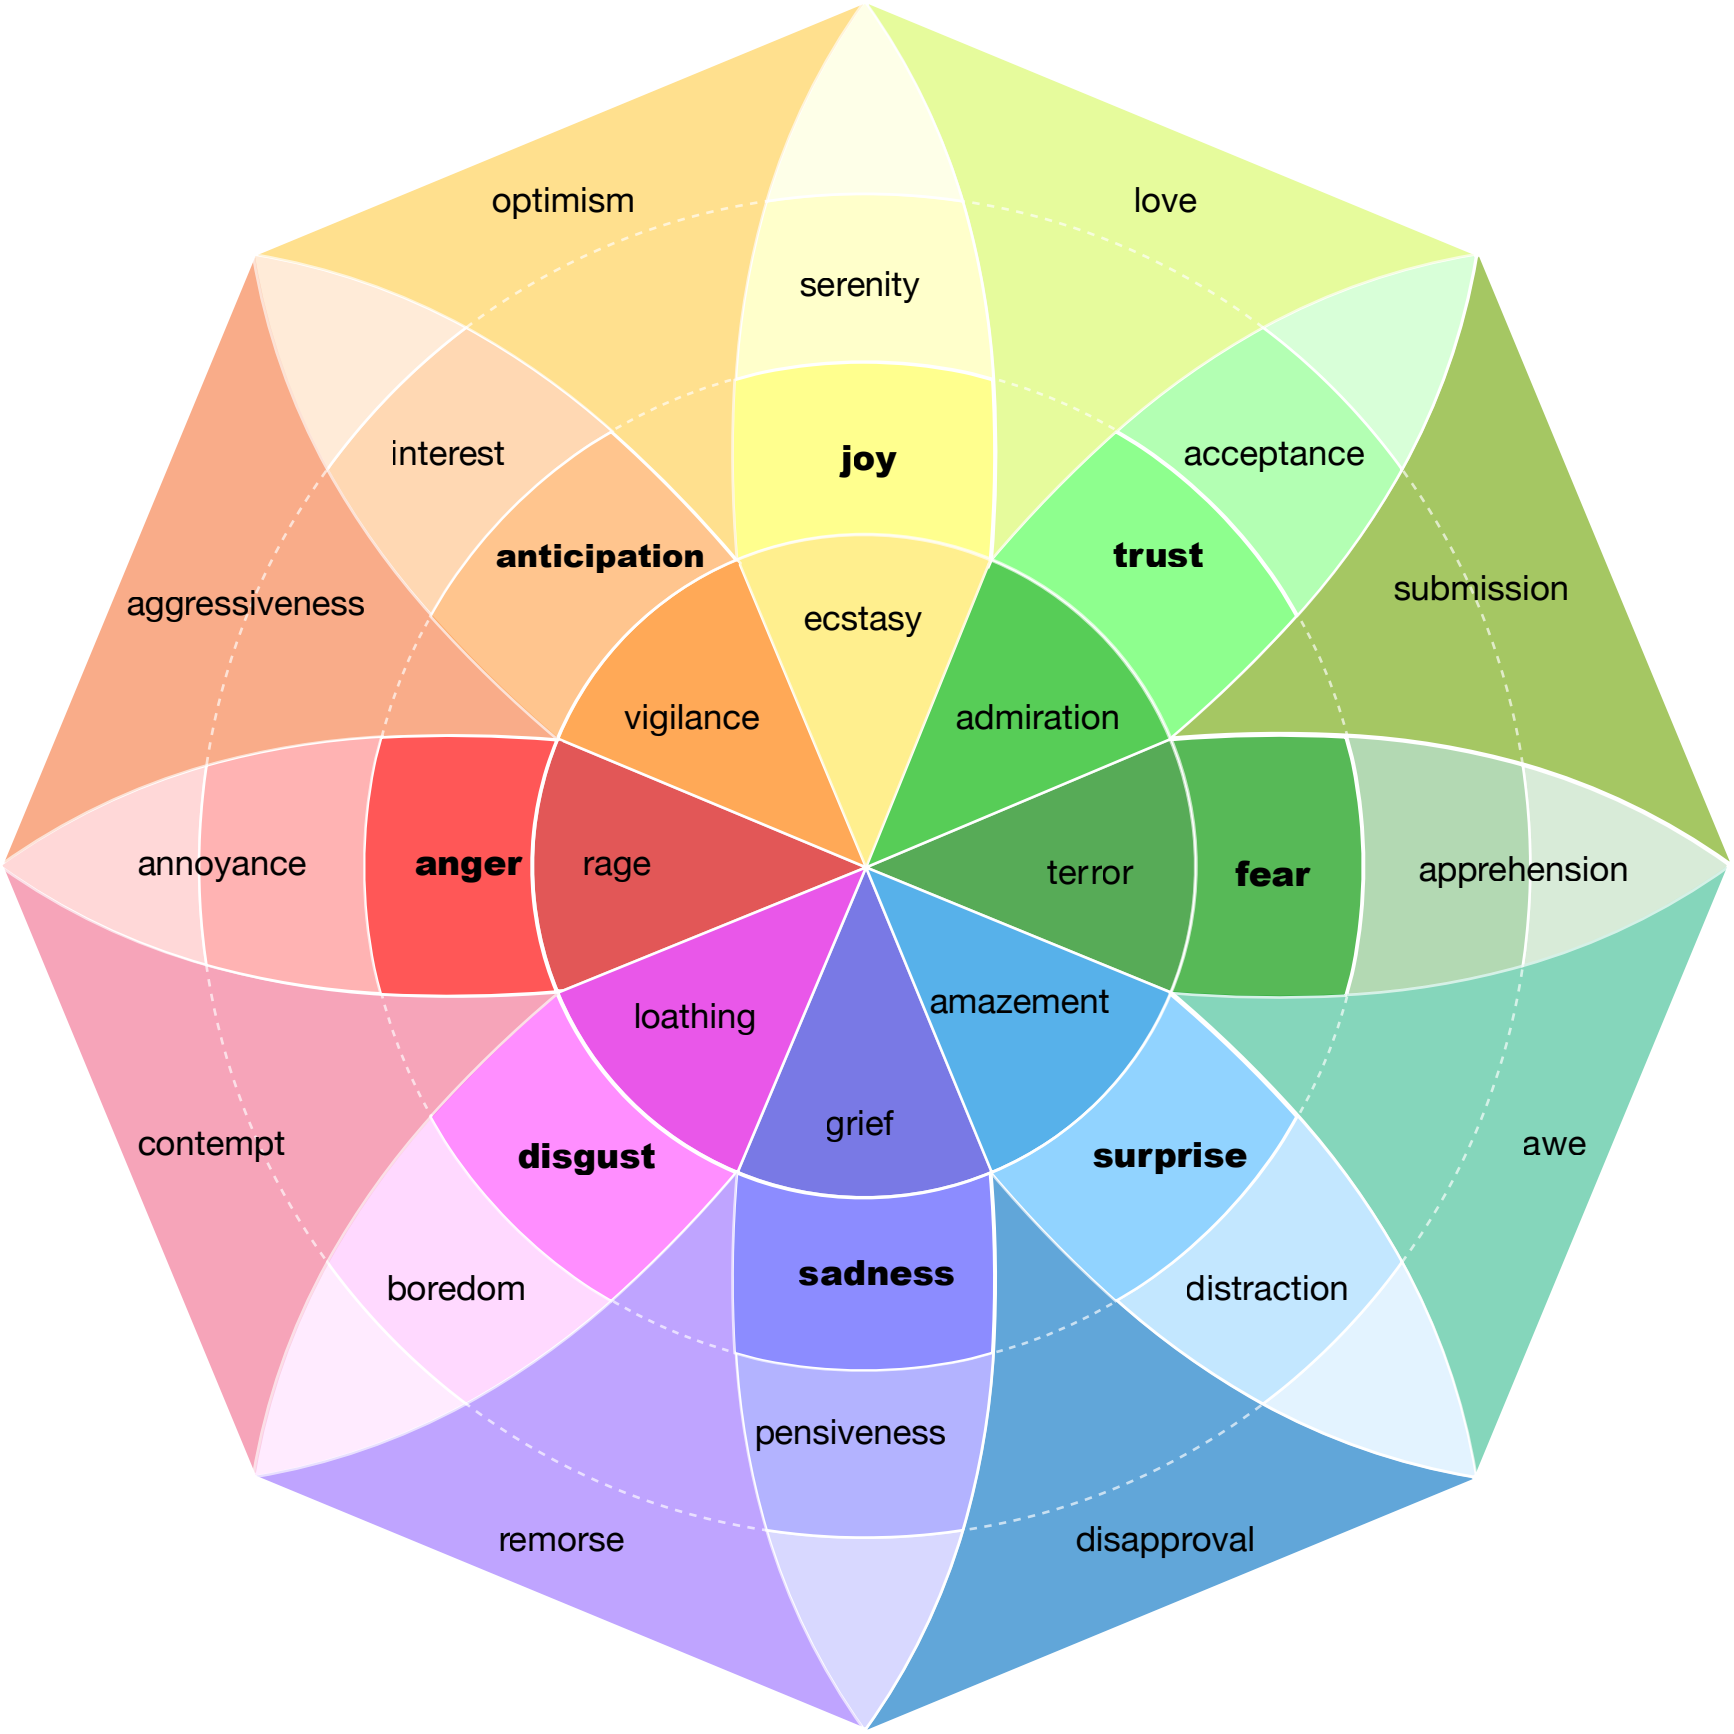 optimism
love
serenity
interest
joy
acceptance
anticipation
trust
aggressiveness
submission
ecstasy
vigilance
admiration
annoyance
anger
rage
terror
fear
apprehension
loathing
amazement
grief
contempt
awe
disgust
surprise
sadness
boredom
distraction
pensiveness
remorse
disapproval